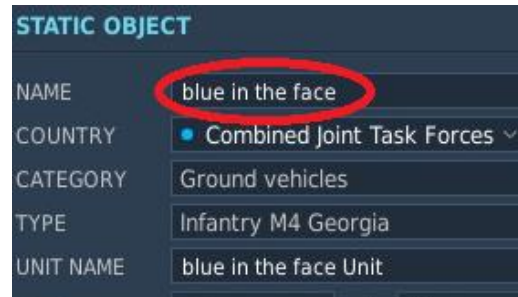 STATIC OBJECT
NAME blue in the face
COUNTRY Combined Joint Task Forces
CATEGORY Ground vehicles
TYPE Infantry M4 Georgia
UNIT NAME blue in the face Unit